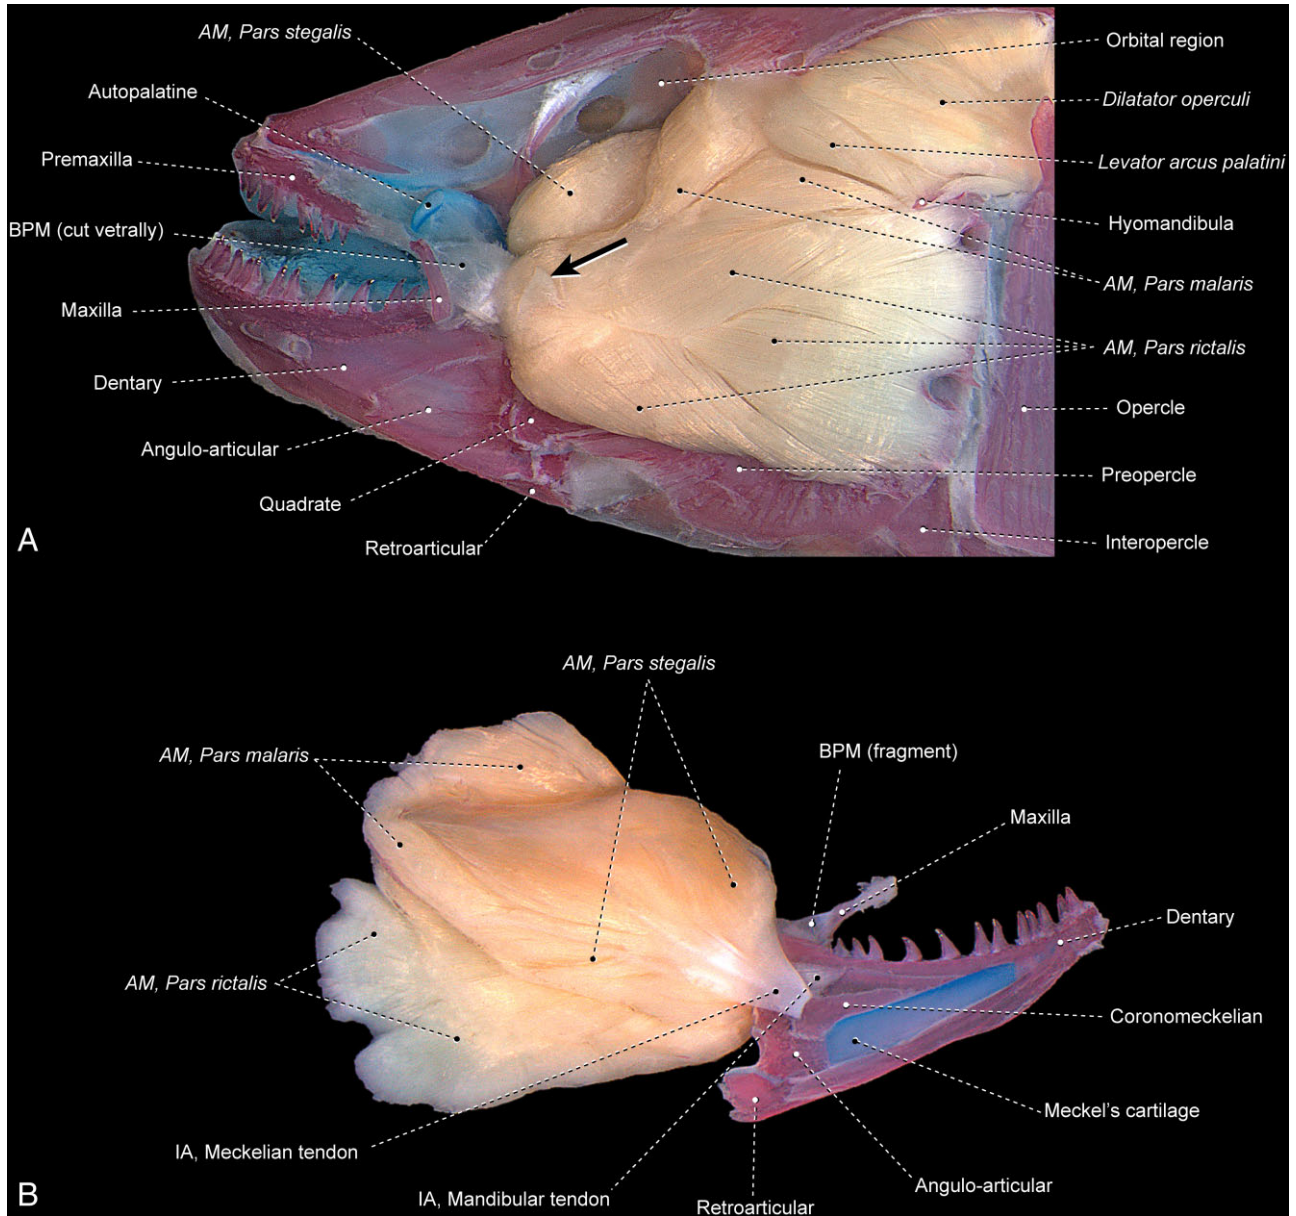 AM, Pars stegalis
Autopalatine
Premaxilla
BPM (cut vetrally)
Maxilla
Dentary
Angulo-articular
Quadrate
Retroarticular
Orbital region
Dilatator operculi
Levator arcus palatini
Hyomandibula
AM, Pars malaris
AM, Pars rictalis
Opercle
Preopercle
Interopercle
A
AM, Pars stegalis
AM, Pars malaris
BPM (fragment)
Maxilla
Dentary
AM, Pars rictalis
Coronomeckelian
Meckel's cartilage
IA, Meckelian tendon
Angulo-articular
IA, Mandibular tendon
Retroarticular
B